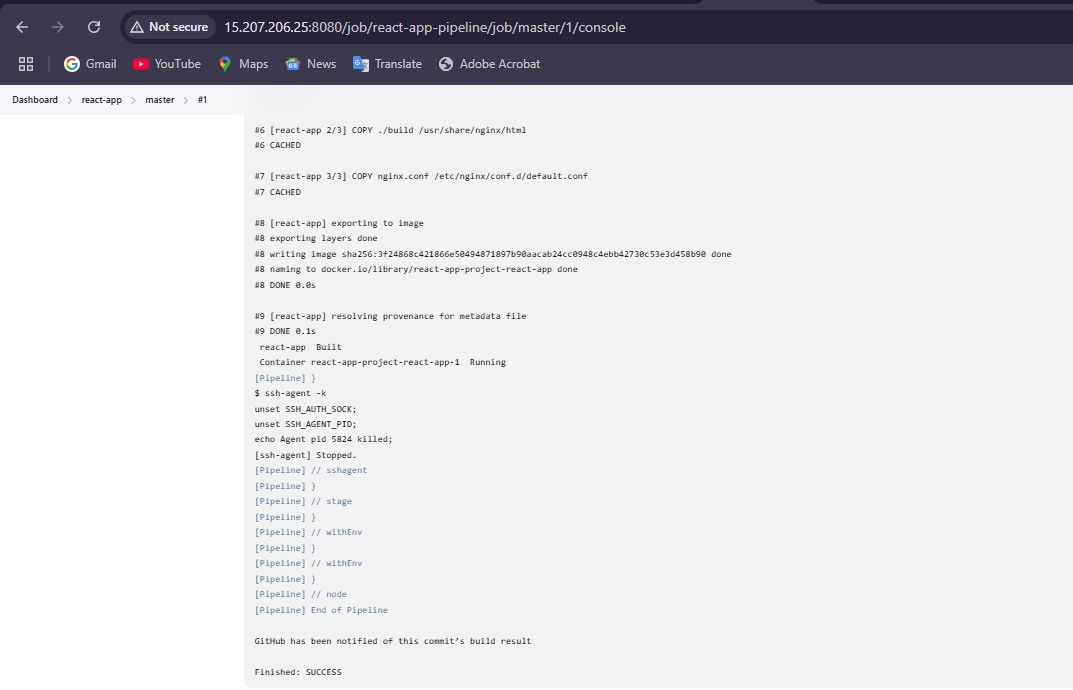 Not secure 15.207.206.25:8080/job/react-app-pipeline/job/master/1/console
Gmail YouTube Maps News Translate Adobe Acrobat
Dashboard > react-app > master > #1
#6 [react-app 2/3] COPY ./build /usr/share/nginx/html
#6 CACHED
#7 [react-app 3/3] COPY nginx.conf /etc/nginx/conf.d/default.conf
#7 CACHED
#8 [react-app] exporting to image
#8 exporting layers done
#8 writing image sha256:3f24868c421866e50494871897b90aacab24cc0948c4ebb42730c53e3d458b90 done
#8 naming to docker.io/library/react-app-project-react-app done
#8 DONE 0.0s
#9 [react-app] resolving provenance for metadata file
#9 DONE 0.1s
react-app  Built
Container react-app-project-react-app-1  Running
[Pipeline] }
$ ssh-agent -k
unset SSH_AUTH_SOCK;
unset SSH_AGENT_PID;
echo Agent pid 5824 killed;
[ssh-agent] Stopped.
[Pipeline] // sshagent
[Pipeline] }
[Pipeline] // stage
[Pipeline] }
[Pipeline] // withEnv
[Pipeline] }
[Pipeline] // withEnv
[Pipeline] }
[Pipeline] // node
[Pipeline] End of Pipeline
GitHub has been notified of this commit’s build result
Finished: SUCCESS